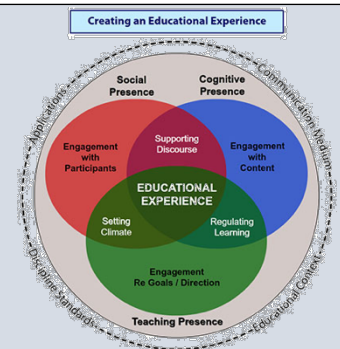 Creating an Educational Experience
Social
Presence
Cognitive
Presence
Applications
Communications Medium
Supporting
Discourse
Engagement
with
Participants
Engagement
with
Content
EDUCATIONAL
EXPERIENCE
Setting
Climate
Regulating
Learning
Engagement
Re Goals / Direction
Teaching Presence
Discipline Standards
Educational Context